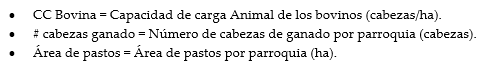 • CC Bovina = Capacidad de carga Animal de los bovinos (cabezas/ha).
• # cabezas ganado = Número de cabezas de ganado por parroquia (cabezas).
• Área de pastos = Área de pastos por parroquia (ha).